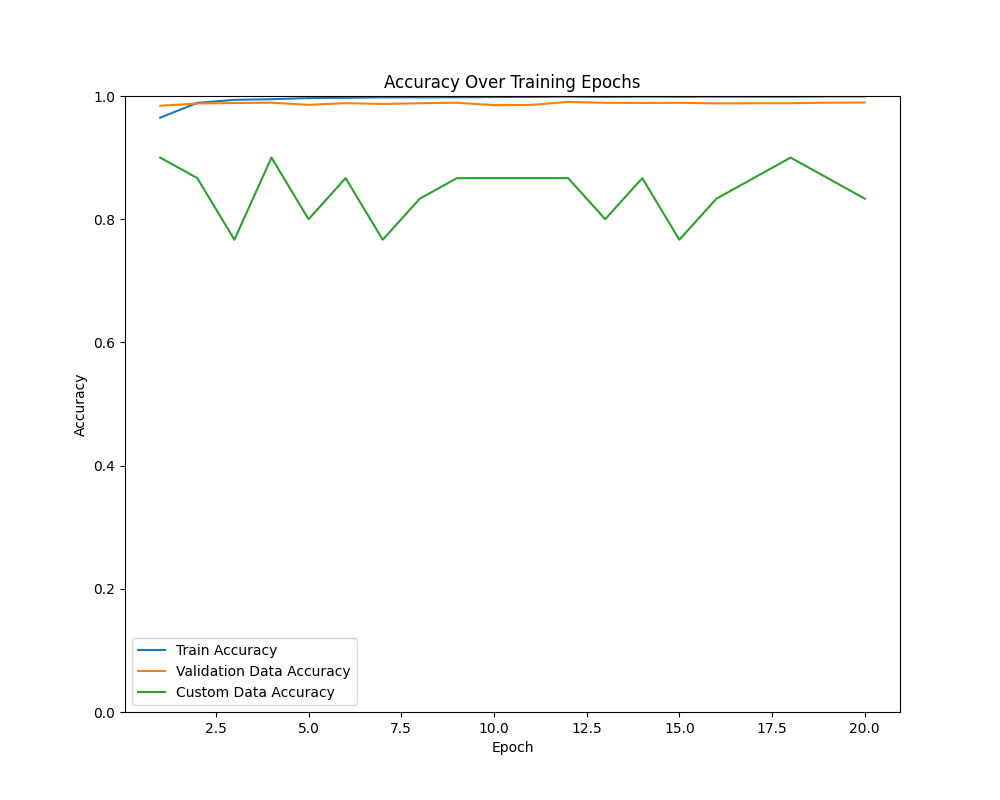 Accuracy Over Training Epochs
1.0
0.8
0.6
0.4
0.2
0.0
Accuracy
Train Accuracy
Validation Data Accuracy
Custom Data Accuracy
2.5 5.0 7.5 10.0 12.5 15.0 17.5 20.0
Epoch